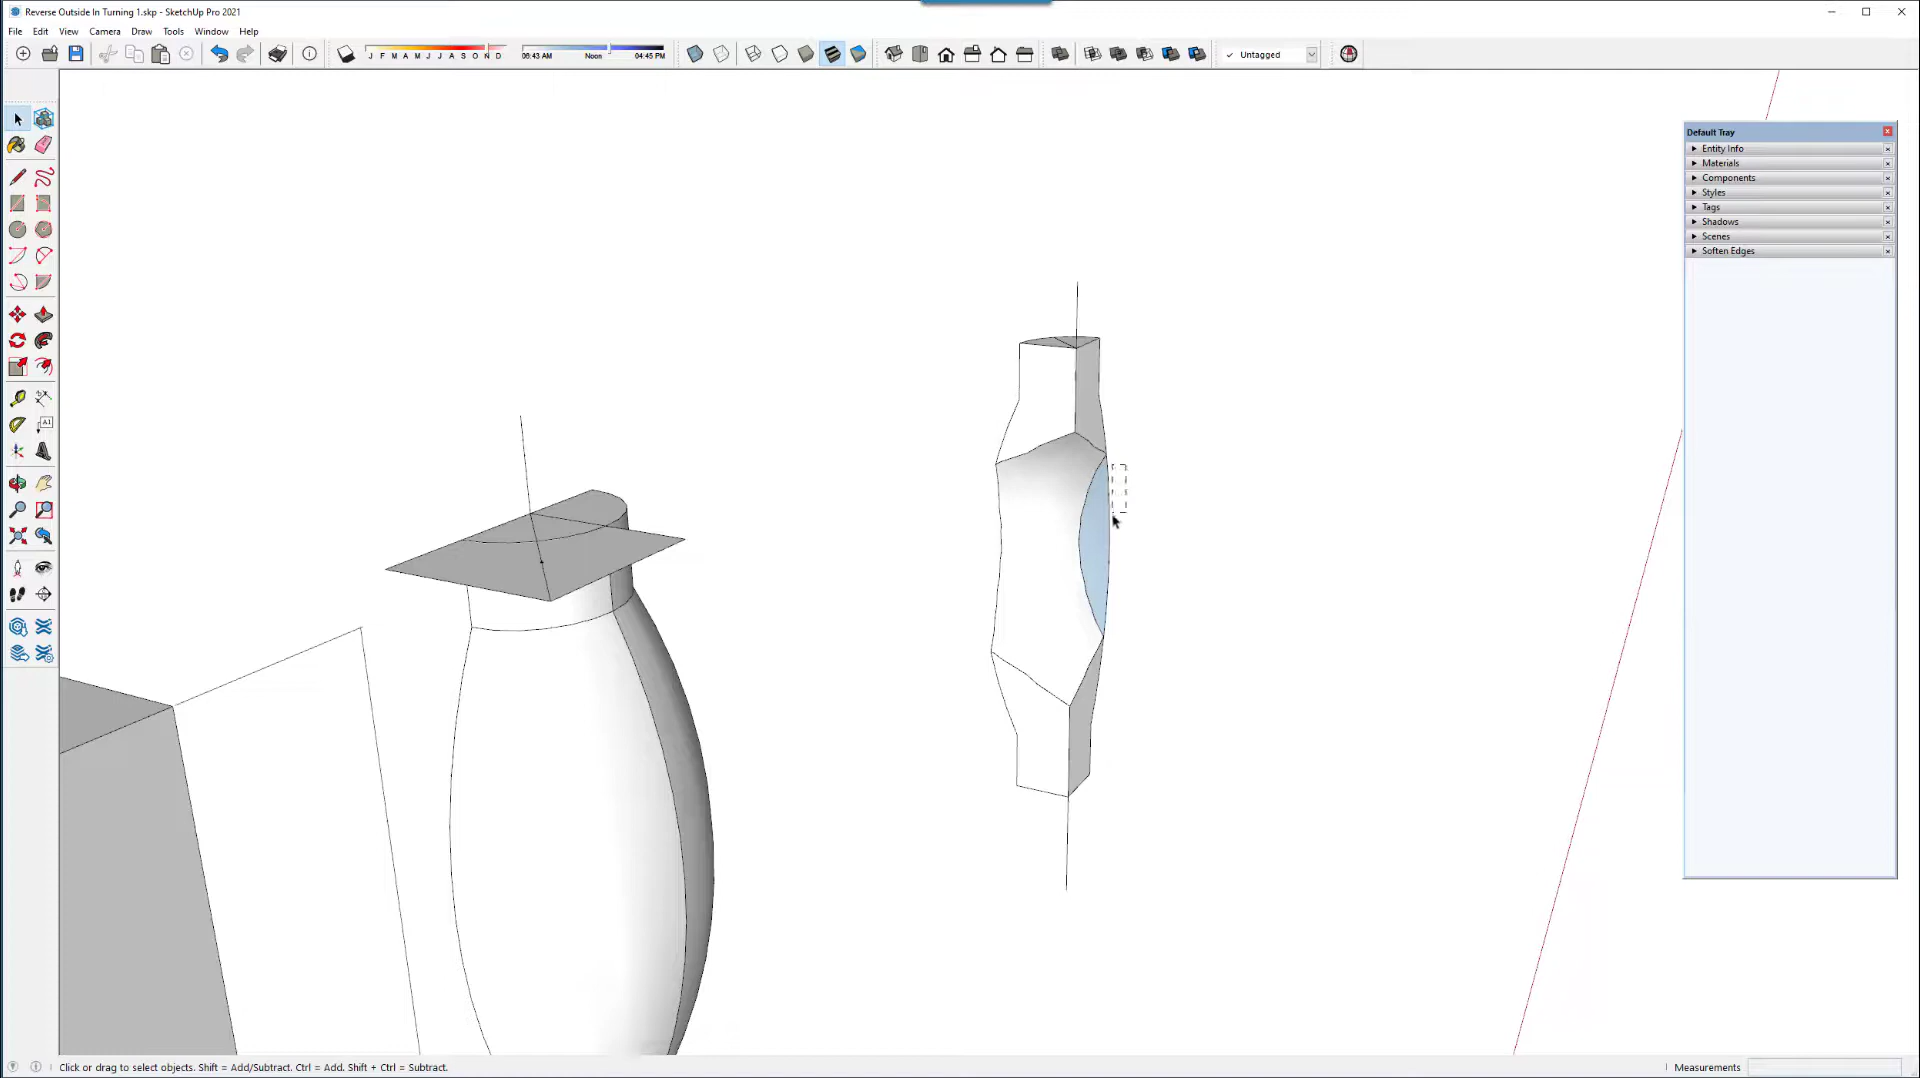 Reverse Outside In Turning 1.skp - SketchUp Pro 2021
File Edit View Camera Draw Tools Window Help
J F M A M J J A S O N D
06:43 AM Noon 04:45 PM
✓ Untagged
Default Tray
Entity Info
Materials
Components
Styles
Tags
Shadows
Scenes
Soften Edges
A1
Click or drag to select objects. Shift = Add/Subtract. Ctrl = Add. Shift + Ctrl = Subtract.
Measurements